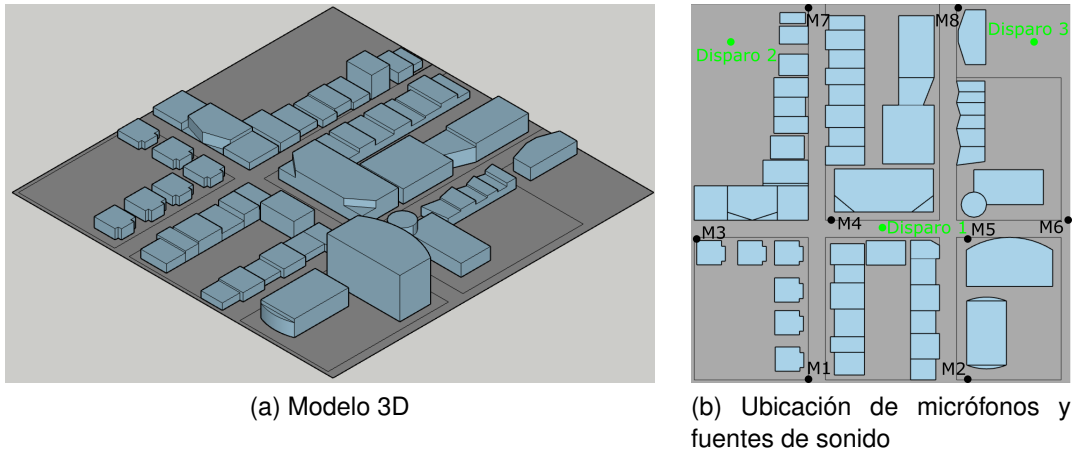 M7
M8
Disparo 3
Disparo 2
M4
Disparo 1
M6
M3
M5
M1
M2
(a) Modelo 3D
(b) Ubicación de micrófonos y
fuentes de sonido